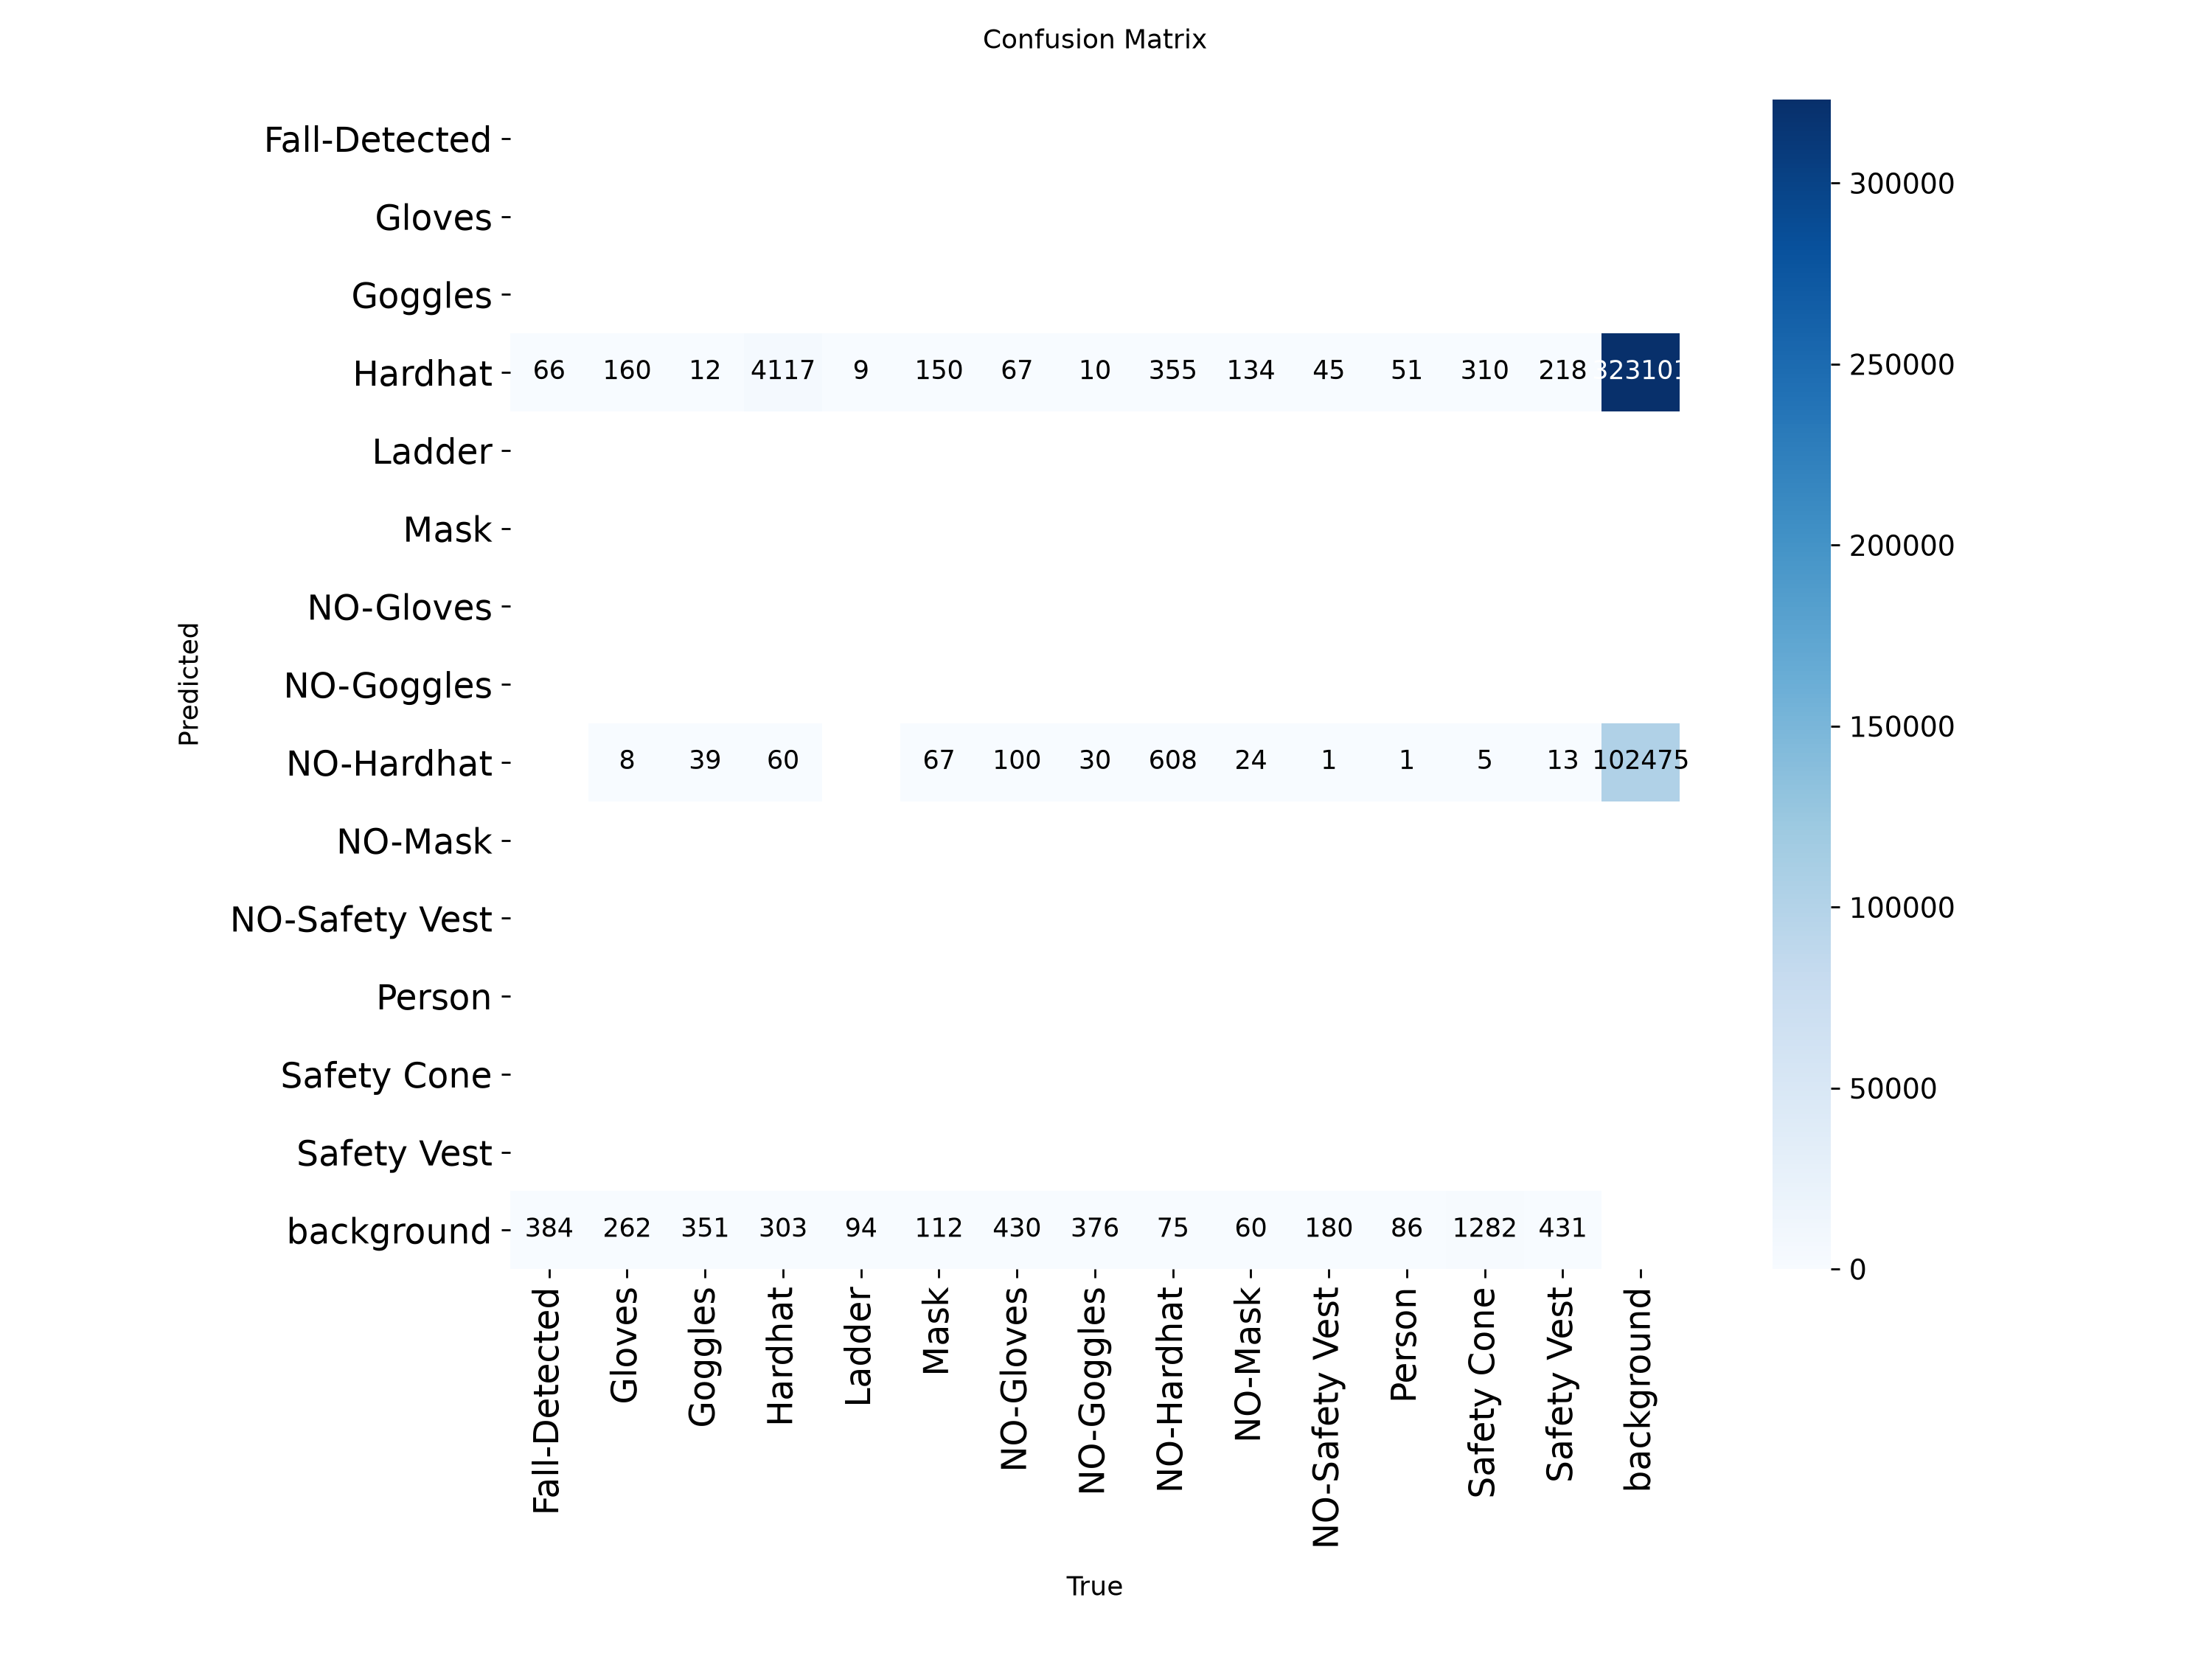 Confusion Matrix
Fall-Detected
Gloves
Goggles
Hardhat 66 160 12 4117 9 150 67 10 355 134 45 51 310 218 323101
Ladder
Mask
NO-Gloves
NO-Goggles
NO-Hardhat 8 39 60 67 100 30 608 24 1 1 5 13 102475
NO-Mask
NO-Safety Vest
Person
Safety Cone
Safety Vest
background 384 262 351 303 94 112 430 376 75 60 180 86 1282 431
Predicted
Fall-Detected
Gloves
Goggles
Hardhat
Ladder
Mask
NO-Gloves
NO-Goggles
NO-Hardhat
NO-Mask
NO-Safety Vest
Person
Safety Cone
Safety Vest
background
True
300000
250000
200000
150000
100000
50000
0